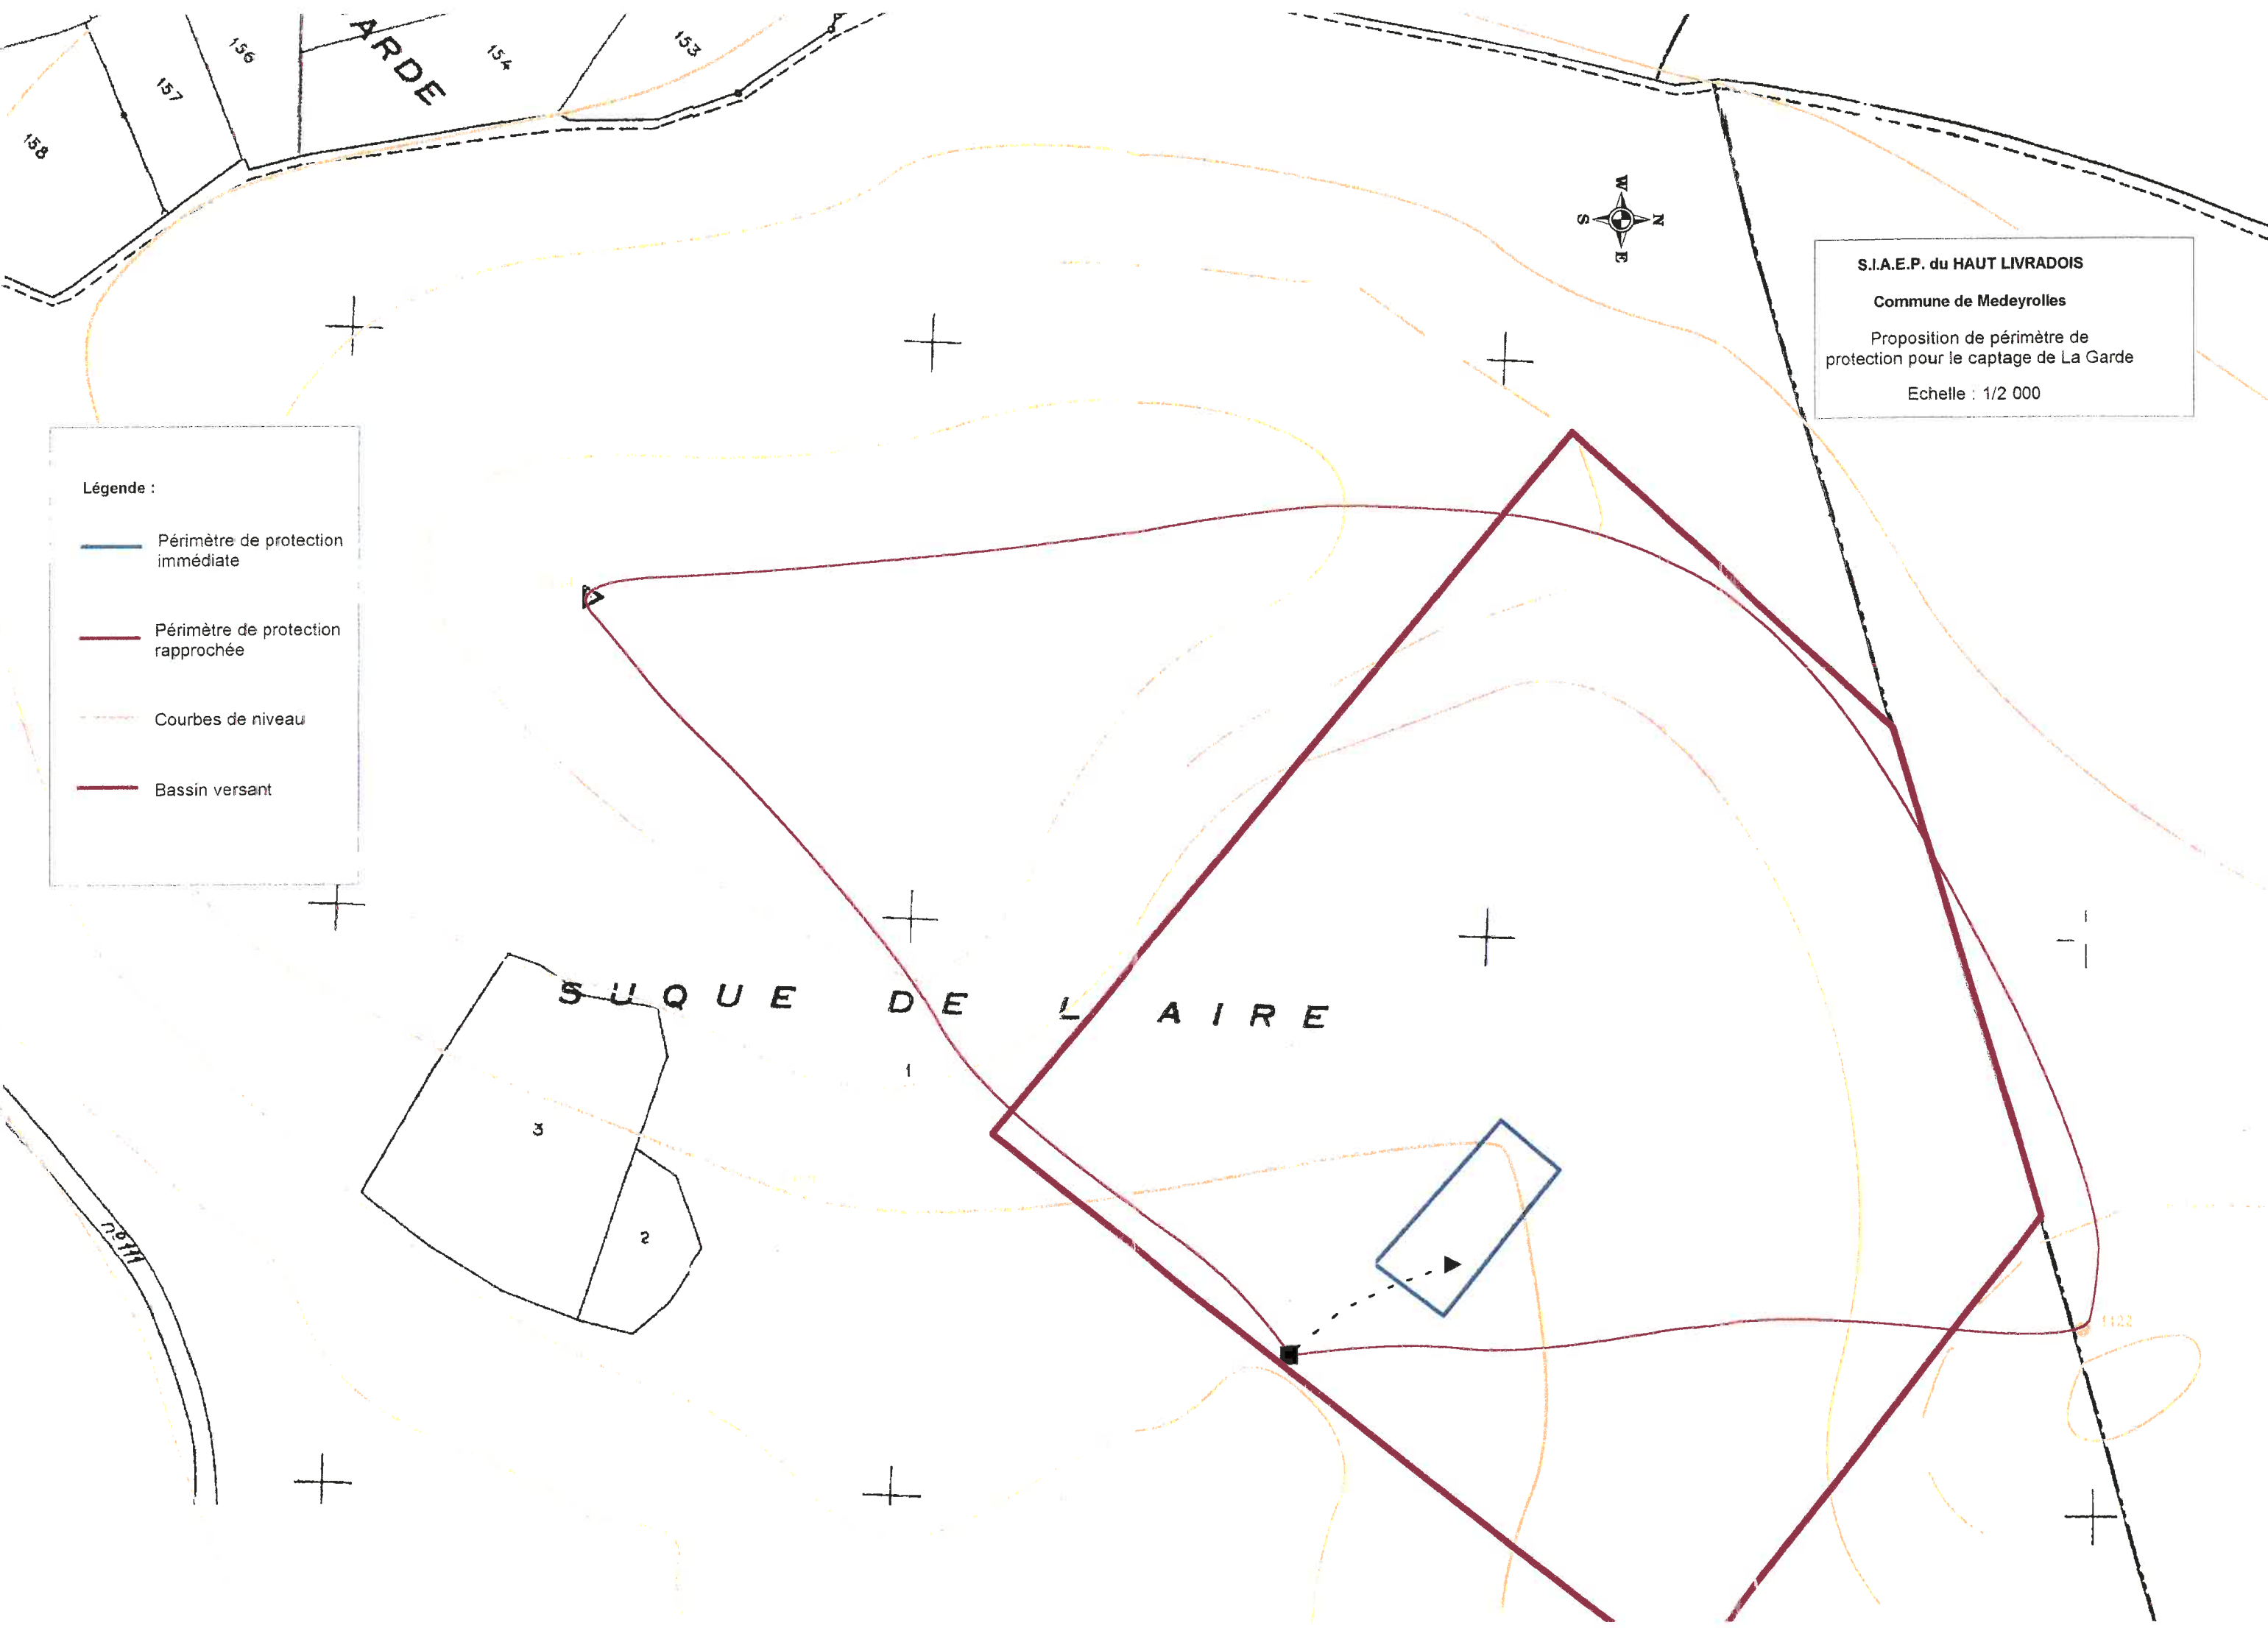 158
157
156
ARDE
154
153
W
S N
E
S.I.A.E.P. du HAUT LIVRADOIS
Commune de Medeyrolles
Proposition de périmètre de
protection pour le captage de La Garde
Echelle : 1/2 000
Légende :
Périmètre de protection
immédiate
Périmètre de protection
rapprochée
Courbes de niveau
Bassin versant
SUQUE DE L AIRE
1
3
2
1122